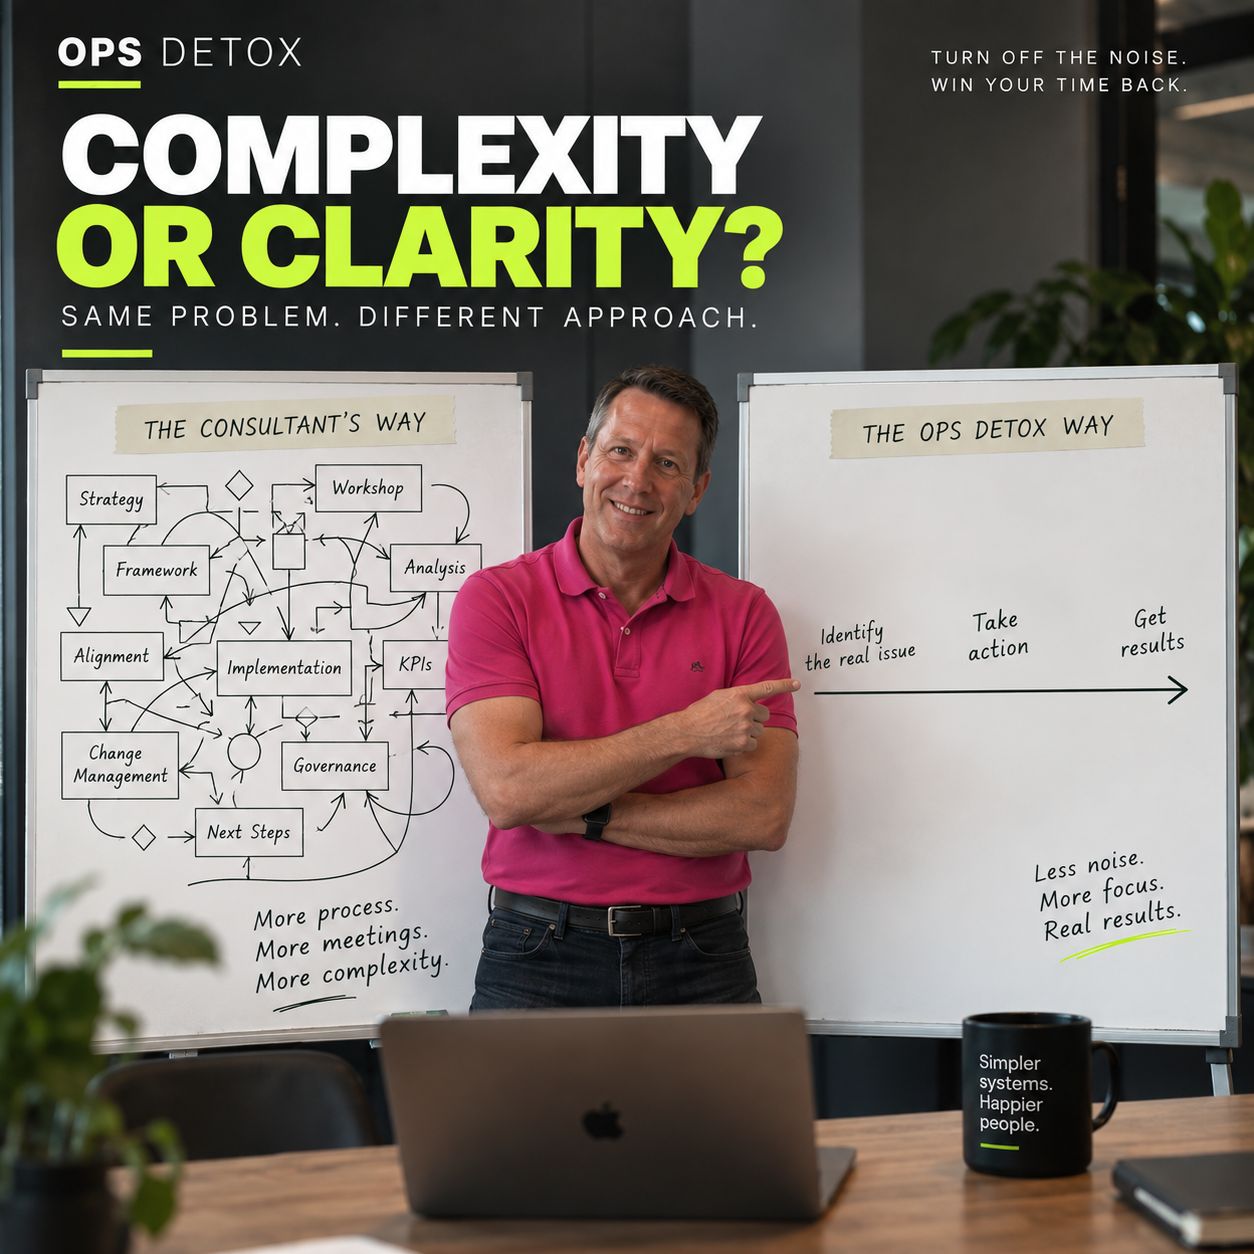 OPS DETOX
TURN OFF THE NOISE.
WIN YOUR TIME BACK.
COMPLEXITY
OR CLARITY?
SAME PROBLEM. DIFFERENT APPROACH.
THE CONSULTANT'S WAY
Strategy
Workshop
Framework
Analysis
Alignment
Implementation
KPIs
Change
Management
Governance
Next Steps
More process.
More meetings.
More complexity.
THE OPS DETOX WAY
Identify
the real issue
Take
action
Get
results
Less noise.
More focus.
Real results.
Simpler
systems.
Happier
people.